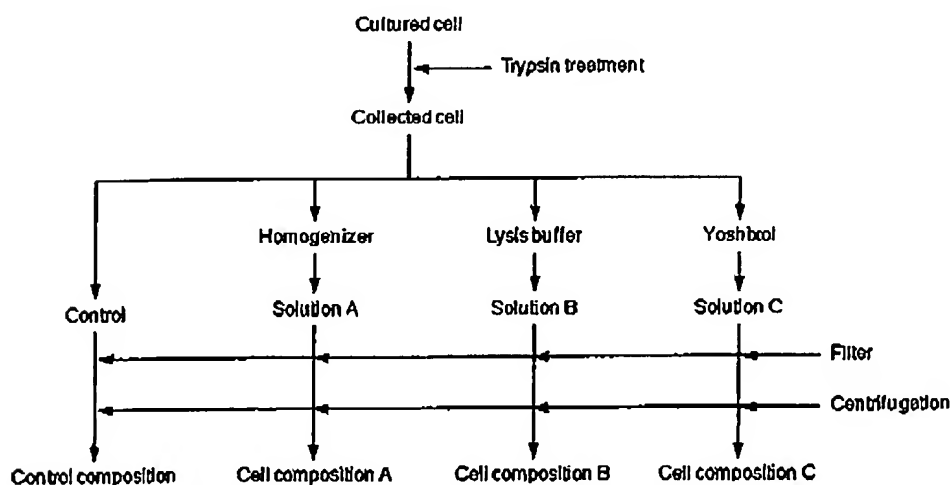 Cultured cell
Trypsin treatment
Collected cell
Homogenizer Lysis buffer Yoshixol
Control Solution A Solution B Solution C
Filter
Centrifugation
Control composition Cell composition A Cell composition B Cell composition C